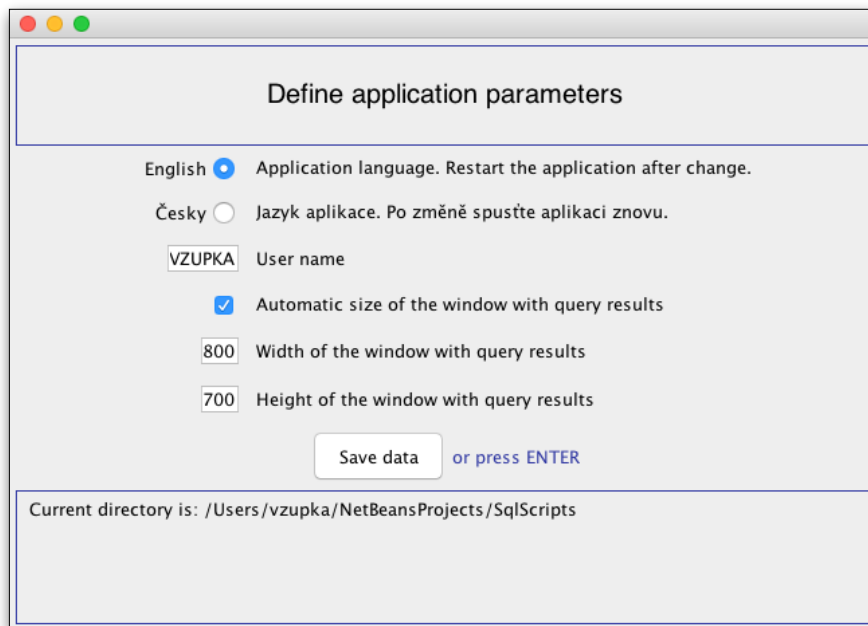 Define application parameters
English Application language. Restart the application after change.
Česky Jazyk aplikace. Po změně spusťte aplikaci znovu.
VZUPKA User name
Automatic size of the window with query results
800 Width of the window with query results
700 Height of the window with query results
Save data or press ENTER
Current directory is: /Users/vzupka/NetBeansProjects/SqlScripts